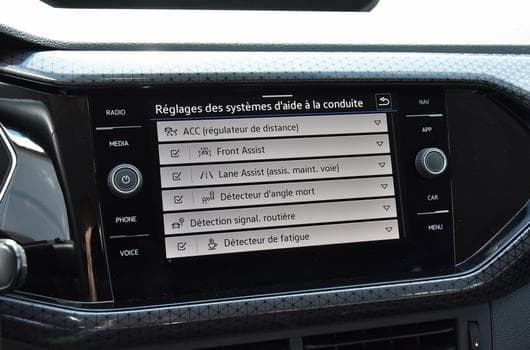 RADIO
MEDIA
PHONE
VOICE
Réglages des systèmes d'aide à la conduite
ACC (régulateur de distance)
Front Assist
Lane Assist (assis. maint. voie)
Détecteur d'angle mort
Détection signal. routière
Détecteur de fatigue
NAV
APP
CAR
MENU